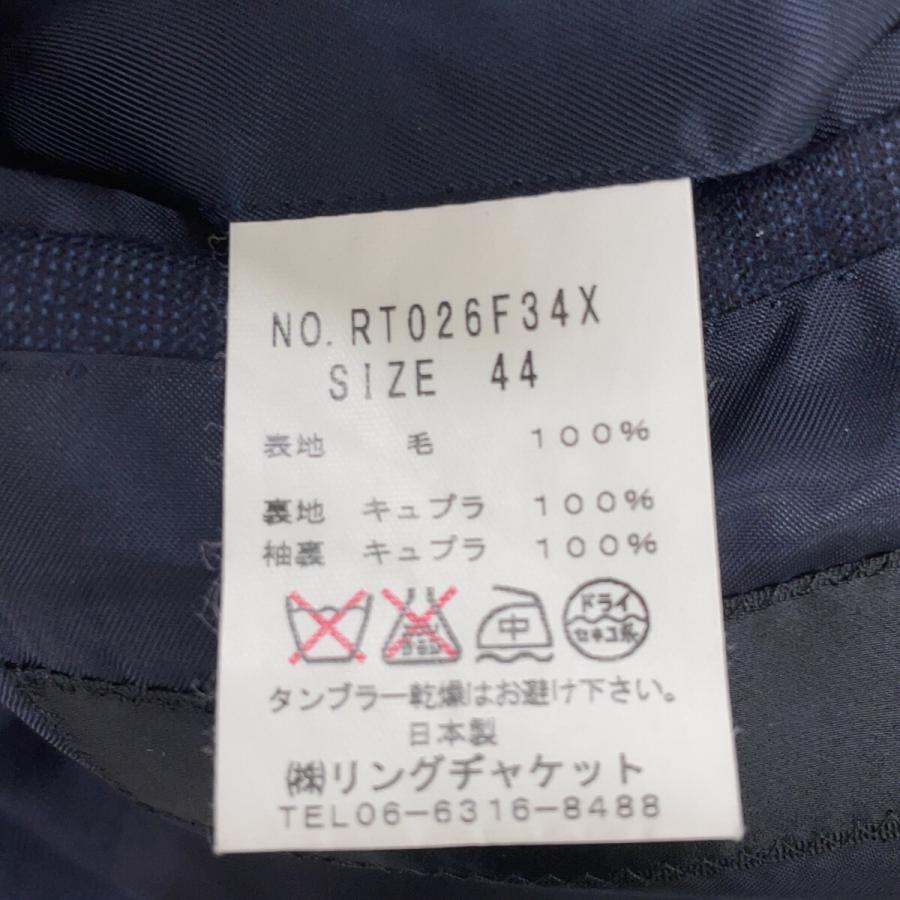 NO. RT026F34X
SIZE 44
表地 毛 100%
裏地 キュプラ 100%
袖裏 キュプラ 100%
中 ドライ セキユ系
タンブラー乾燥はお避け下さい。
日本製
㈱リングヂャケット
TEL06-6316-8488